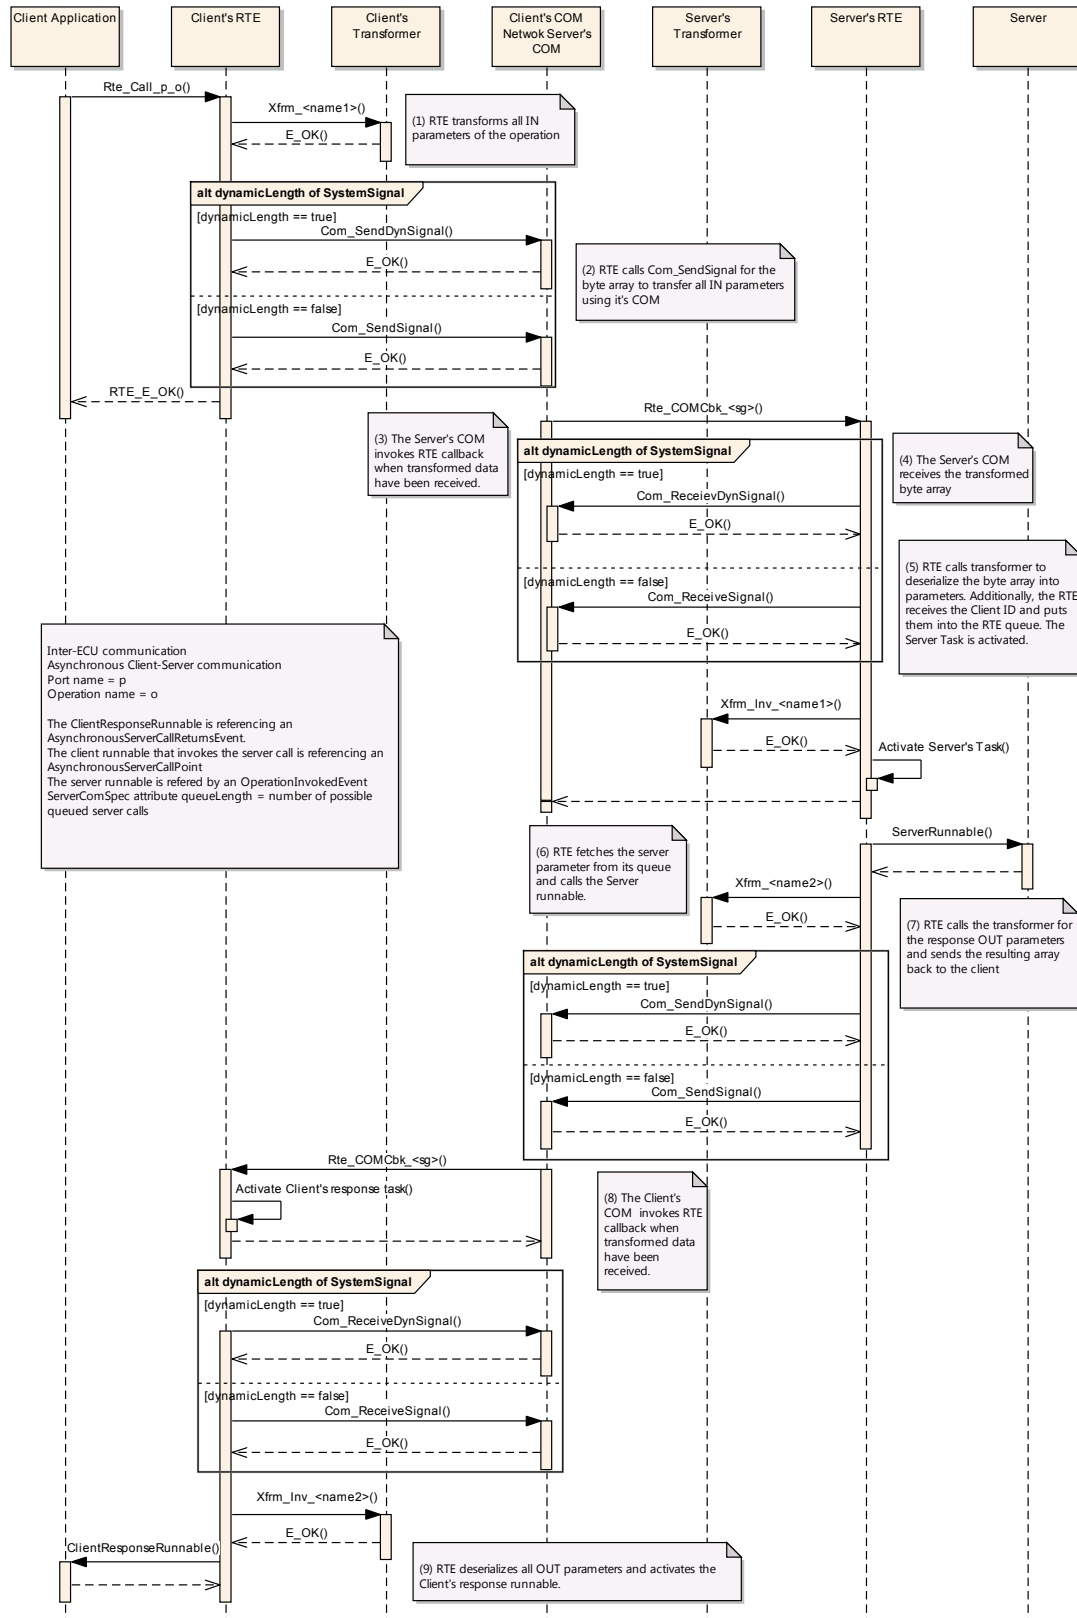 Client Application
Client's RTE
Client's
Transformer
Client's COM
Netwok Server's
COM
Server's
Transformer
Server's RTE
Server
Rte_Call_p_o()
Xfrm_<name1>()
E_OK()
(1) RTE transforms all IN
parameters of the operation
alt dynamicLength of SystemSignal
[dynamicLength == true]
Com_SendDynSignal()
E_OK()
(2) RTE calls Com_SendSignal for the
byte array to transfer all IN parameters
using it's COM
[dynamicLength == false]
Com_SendSignal()
E_OK()
RTE_E_OK()
Rte_COMCbk_<sg>()
(3) The Server's COM
invokes RTE callback
when transformed data
have been received.
alt dynamicLength of SystemSignal
[dynamicLength == true]
(4) The Server's COM
receives the transformed
byte array
Com_ReceievDynSignal()
E_OK()
(5) RTE calls transformer to
deserialize the byte array into
parameters. Additionally, the RTE
receives the Client ID and puts
them into the RTE queue. The
Server Task is activated.
[dynamicLength == false]
Com_ReceiveSignal()
E_OK()
Inter-ECU communication
Asynchronous Client-Server communication
Port name = p
Operation name = o
The ClientResponseRunnable is referencing an
AsynchronousServerCallReturnsEvent.
The client runnable that invokes the server call is referencing an
AsynchronousServerCallPoint
The server runnable is refered by an OperationInvokedEvent
ServerComSpec attribute queueLength = number of possible
queued server calls
Xfrm_Inv_<name1>()
E_OK()
Activate Server's Task()
(6) RTE fetches the server
parameter from its queue
and calls the Server
runnable.
ServerRunnable()
Xfrm_<name2>()
E_OK()
(7) RTE calls the transformer for
the response OUT parameters
and sends the resulting array
back to the client
alt dynamicLength of SystemSignal
[dynamicLength == true]
Com_SendDynSignal()
E_OK()
[dynamicLength == false]
Com_SendSignal()
E_OK()
Rte_COMCbk_<sg>()
Activate Client's response task()
(8) The Client's
COM invokes RTE
callback when
transformed data
have been
received.
alt dynamicLength of SystemSignal
[dynamicLength == true]
Com_ReceiveDynSignal()
E_OK()
[dynamicLength == false]
Com_ReceiveSignal()
E_OK()
Xfrm_Inv_<name2>()
E_OK()
ClientResponseRunnable()
(9) RTE deserializes all OUT parameters and activates the
Client's response runnable.